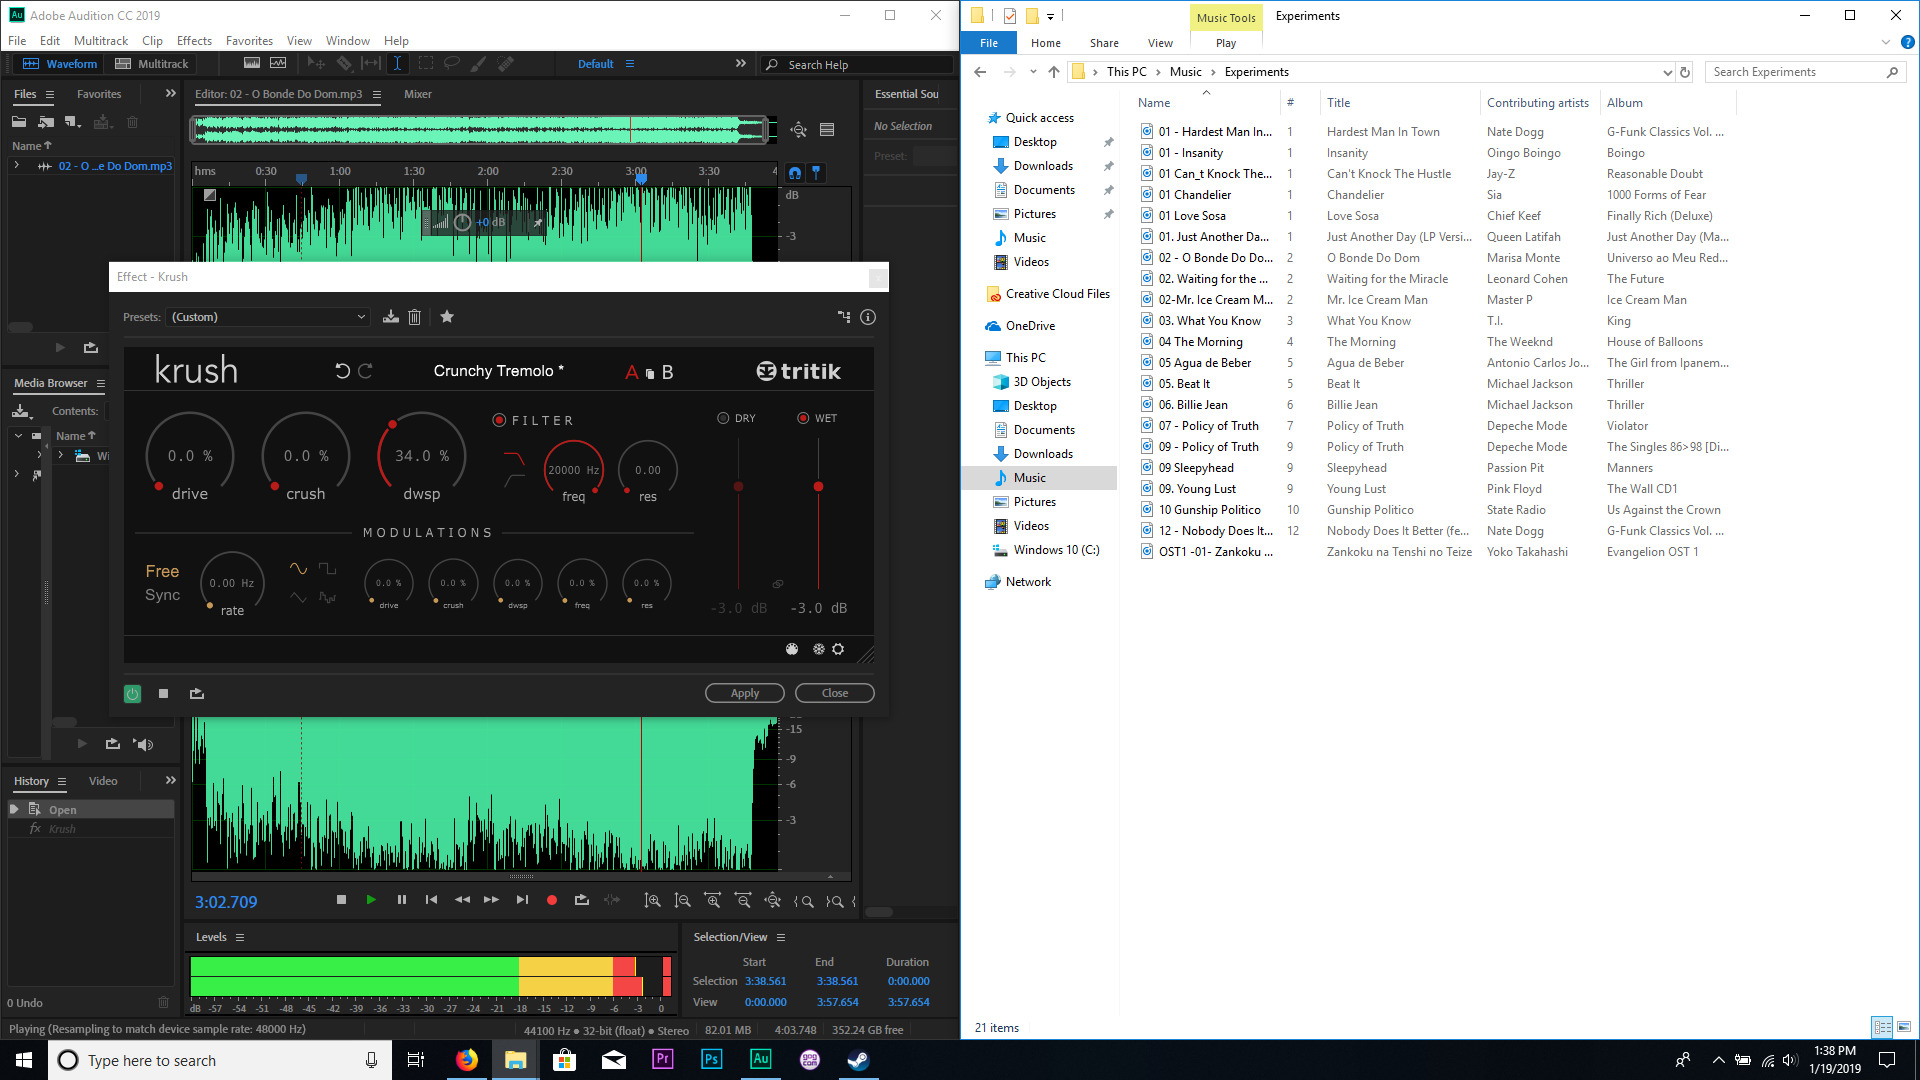 Adobe Audition CC 2019
File Edit Multitrack Clip Effects Favorites View Window Help
Waveform Multitrack Default Search Help
Files Favorites
Name
02 - O ...e Do Dom.mp3
Editor: 02 - O Bonde Do Dom.mp3 Mixer
hms 0:30 1:00 1:30 2:00 2:30 3:00 3:30 4
+0 dB
dB
-3
Essential Sou
No Selection
Preset:
Media Browser
Contents:
Name
Wi
Effect - Krush
Presets: (Custom)
krush Crunchy Tremolo * A B tritik
0.0 % drive
0.0 % crush
34.0 % dwsp
FILTER
20000 Hz freq
0.00 res
DRY WET
MODULATIONS
Free
Sync
0.00 Hz rate
0.0 % 0.0 % 0.0 % 0.0 % 0.0 %
drive crush dwsp freq res
-3.0 dB -3.0 dB
Apply Close
-15
-9
-6
-3
History Video
Open
fx Krush
0 Undo
3:02.709
Levels
dB -57 -54 -51 -48 -45 -42 -39 -36 -33 -30 -27 -24 -21 -18 -15 -12 -9 -6 -3 0
Selection/View
Start End Duration
Selection 3:38.561 3:38.561 0:00.000
View 0:00.000 3:57.654 3:57.654
Playing (Resampling to match device sample rate: 48000 Hz) 44100 Hz ● 32-bit (float) ● Stereo 82.01 MB 4:03.748 352.24 GB free
Music Tools Experiments
File Home Share View Play
This PC > Music > Experiments
Search Experiments
Quick access
Desktop
Downloads
Documents
Pictures
Music
Videos
Creative Cloud Files
OneDrive
This PC
3D Objects
Desktop
Documents
Downloads
Music
Pictures
Videos
Windows 10 (C:)
Network
Name # Title Contributing artists Album
01 - Hardest Man In... 1 Hardest Man In Town Nate Dogg G-Funk Classics Vol. ...
01 - Insanity 1 Insanity Oingo Boingo Boingo
01 Can_t Knock The... 1 Can't Knock The Hustle Jay-Z Reasonable Doubt
01 Chandelier 1 Chandelier Sia 1000 Forms of Fear
01 Love Sosa 1 Love Sosa Chief Keef Finally Rich (Deluxe)
01. Just Another Da... 1 Just Another Day (LP Versi... Queen Latifah Just Another Day (Ma...
02 - O Bonde Do Do... 2 O Bonde Do Dom Marisa Monte Universo ao Meu Red...
02. Waiting for the ... 2 Waiting for the Miracle Leonard Cohen The Future
02-Mr. Ice Cream M... 2 Mr. Ice Cream Man Master P Ice Cream Man
03. What You Know 3 What You Know T.I. King
04 The Morning 4 The Morning The Weeknd House of Balloons
05 Agua de Beber 5 Agua de Beber Antonio Carlos Jo... The Girl from Ipanem...
05. Beat It 5 Beat It Michael Jackson Thriller
06. Billie Jean 6 Billie Jean Michael Jackson Thriller
07 - Policy of Truth 7 Policy of Truth Depeche Mode Violator
09 - Policy of Truth 9 Policy of Truth Depeche Mode The Singles 86>98 [Di...
09 Sleepyhead 9 Sleepyhead Passion Pit Manners
09. Young Lust 9 Young Lust Pink Floyd The Wall CD1
10 Gunship Politico 10 Gunship Politico State Radio Us Against the Crown
12 - Nobody Does It... 12 Nobody Does It Better (fe... Nate Dogg G-Funk Classics Vol. ...
OST1 -01- Zankoku ... Zankoku na Tenshi no Teize Yoko Takahashi Evangelion OST 1
21 items
Type here to search
Pr Ps Au gog com
1:38 PM
1/19/2019